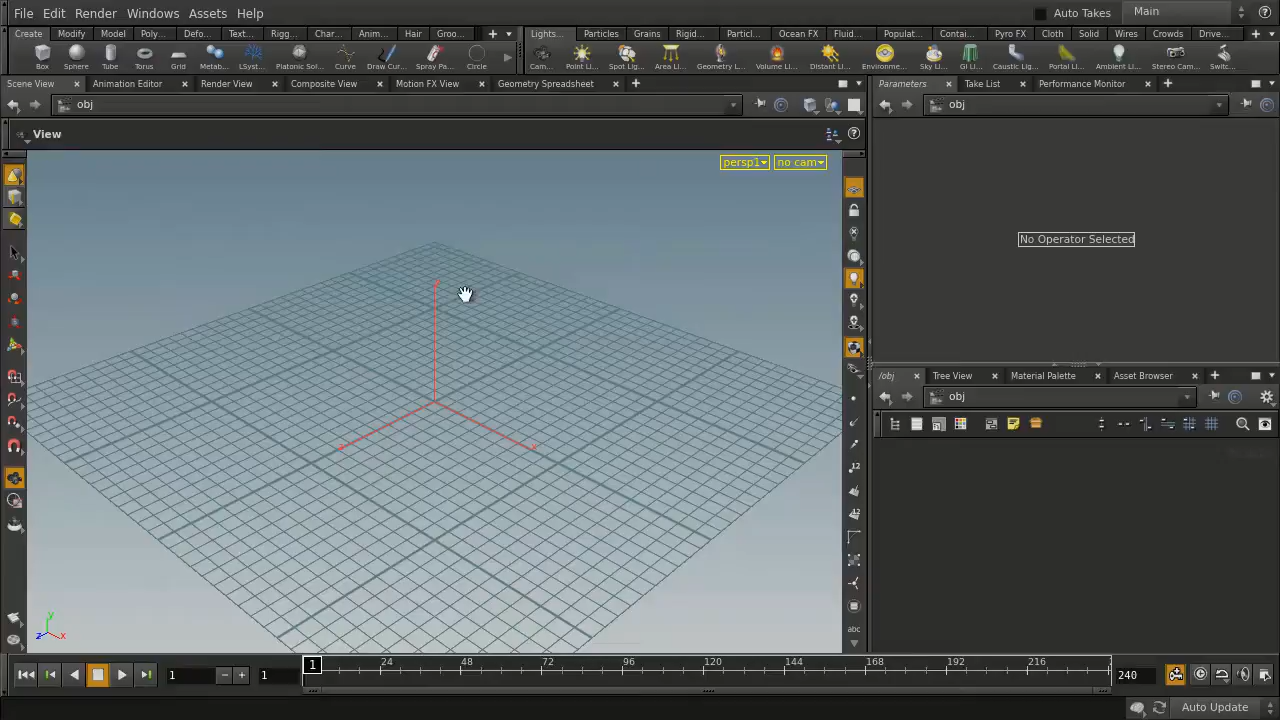 File Edit Render Windows Assets Help Auto Takes Main
Create Modify Model Poly... Defo... Text... Rigg... Char... Anim... Hair Groo... Lights... Particles Grains Rigid... Particl... Ocean FX Fluid... Populat... Contai... Pyro FX Cloth Solid Wires Crowds Drive...
Box Sphere Tube Torus Grid Metab... LSyst... Platonic Sol... Curve Draw Cur... Spray Pa... Circle Cam... Point Li... Spot Lig... Area Li... Geometry L... Volume Li... Distant Li... Environme... Sky Li... GI Li... Caustic Lig... Portal Li... Ambient Li... Stereo Cam... Switc...
Scene View Animation Editor Render View Composite View Motion FX View Geometry Spreadsheet Parameters Take List Performance Monitor
obj obj
View
persp1 no cam
No Operator Selected
/obj Tree View Material Palette Asset Browser
obj
12
12
abc
y
z x
1 1 1 24 48 72 96 120 144 168 192 216 240
Auto Update